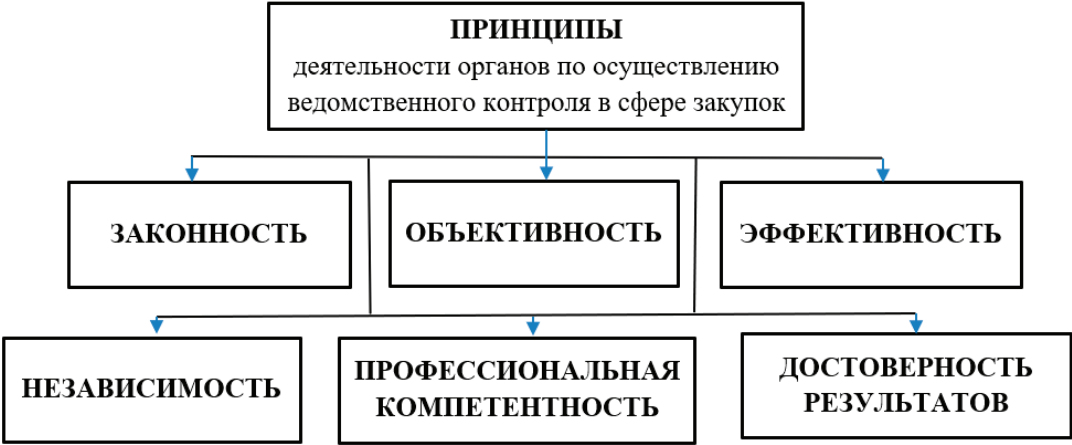 ПРИНЦИПЫ
деятельности органов по осуществлению
ведомственного контроля в сфере закупок
ЗАКОННОСТЬ
ОБЪЕКТИВНОСТЬ
ЭФФЕКТИВНОСТЬ
НЕЗАВИСИМОСТЬ
ПРОФЕССИОНАЛЬНАЯ
КОМПЕТЕНТНОСТЬ
ДОСТОВЕРНОСТЬ
РЕЗУЛЬТАТОВ